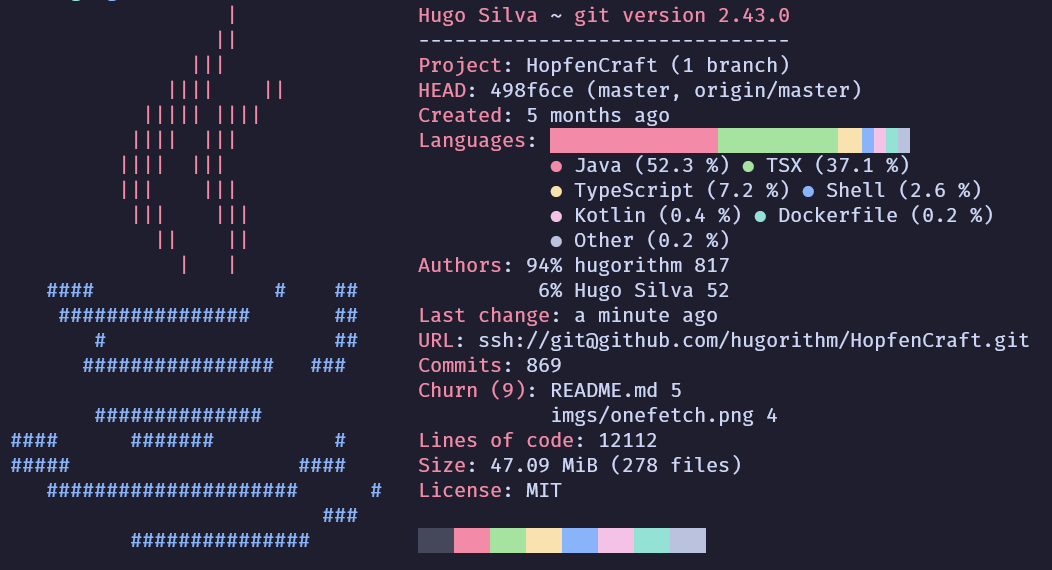 Hugo Silva ~ git version 2.43.0
-------------------------------
Project: HopfenCraft (1 branch)
HEAD: 498f6ce (master, origin/master)
Created: 5 months ago
Languages:
● Java (52.3 %) ● TSX (37.1 %)
● TypeScript (7.2 %) ● Shell (2.6 %)
● Kotlin (0.4 %) ● Dockerfile (0.2 %)
● Other (0.2 %)
Authors: 94% hugorithm 817
6% Hugo Silva 52
Last change: a minute ago
URL: ssh://git@github.com/hugorithm/HopfenCraft.git
Commits: 869
Churn (9): README.md 5
imgs/onefetch.png 4
Lines of code: 12112
Size: 47.09 MiB (278 files)
License: MIT